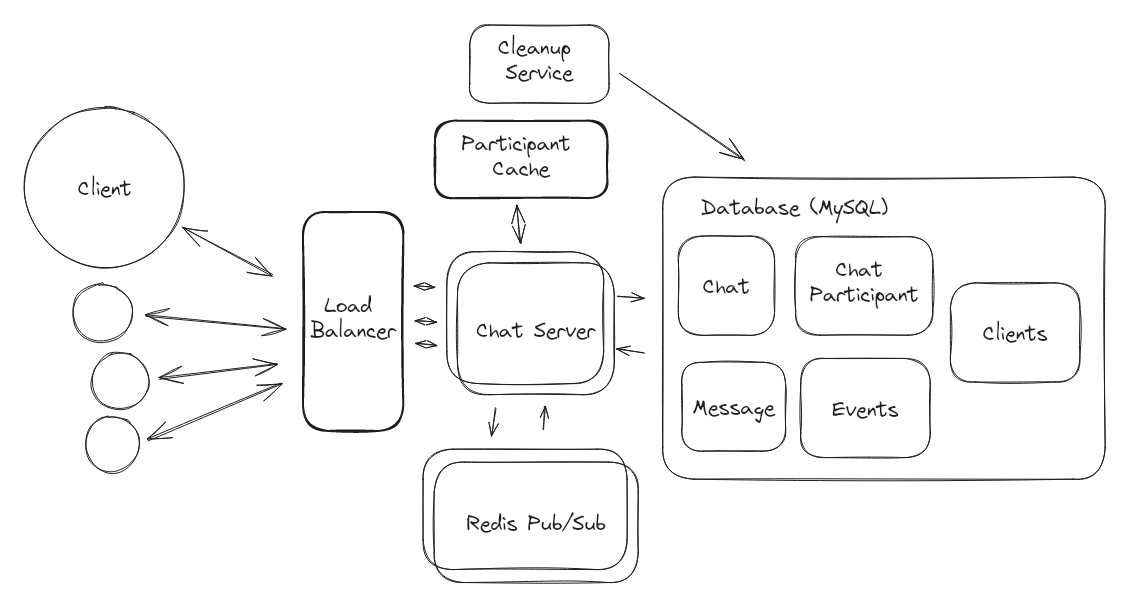 Cleanup
Service
Participant
Cache
Client
Load
Balancer
Chat Server
Redis Pub/Sub
Database (MySQL)
Chat
Chat
Participant
Clients
Message
Events